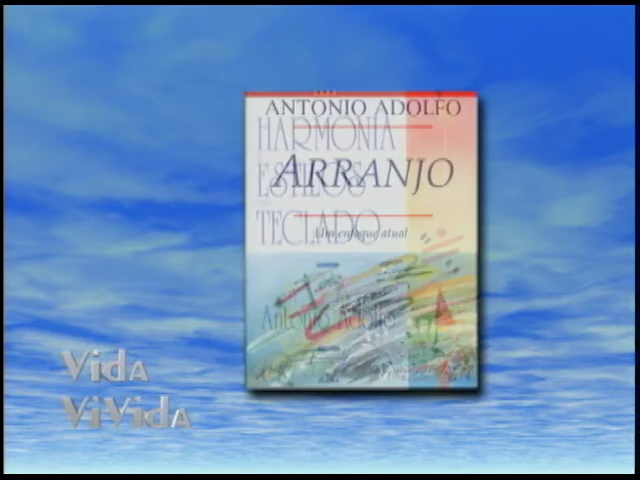 ANTONIO ADOLFO
HARMONIA
ARRANJO
ESTILOS
TECLADO
Um enfoque atual
Antonio Adolfo
Vida
ViVida